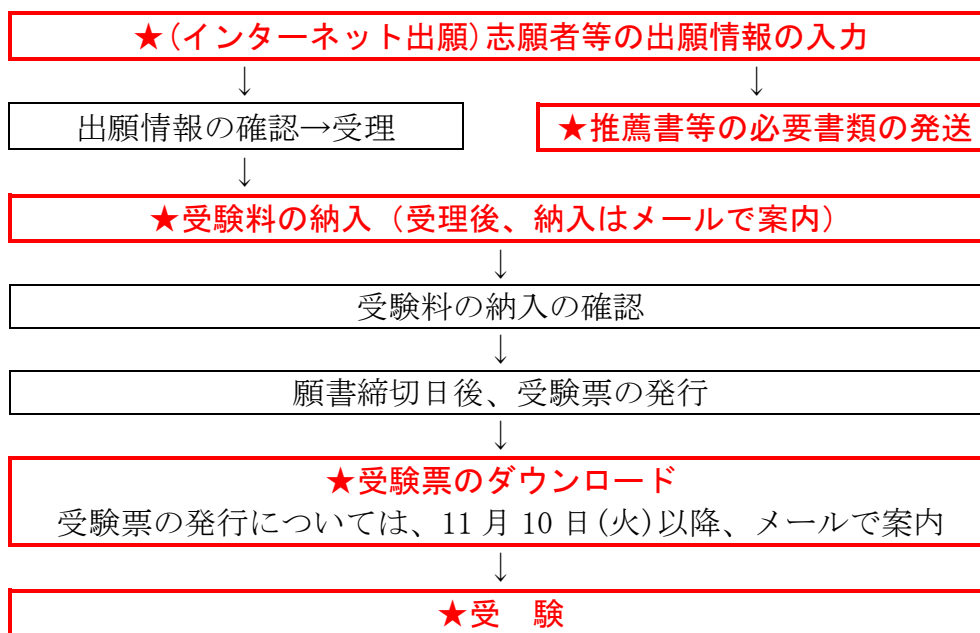 ★(インターネット出願)志願者等の出願情報の入力
↓ ↓
出願情報の確認→受理 ★推薦書等の必要書類の発送
↓
★受験料の納入（受理後、納入はメールで案内）
↓
受験料の納入の確認
↓
願書締切日後、受験票の発行
↓
★受験票のダウンロード
受験票の発行については、11月10日(火)以降、メールで案内
↓
★受　験